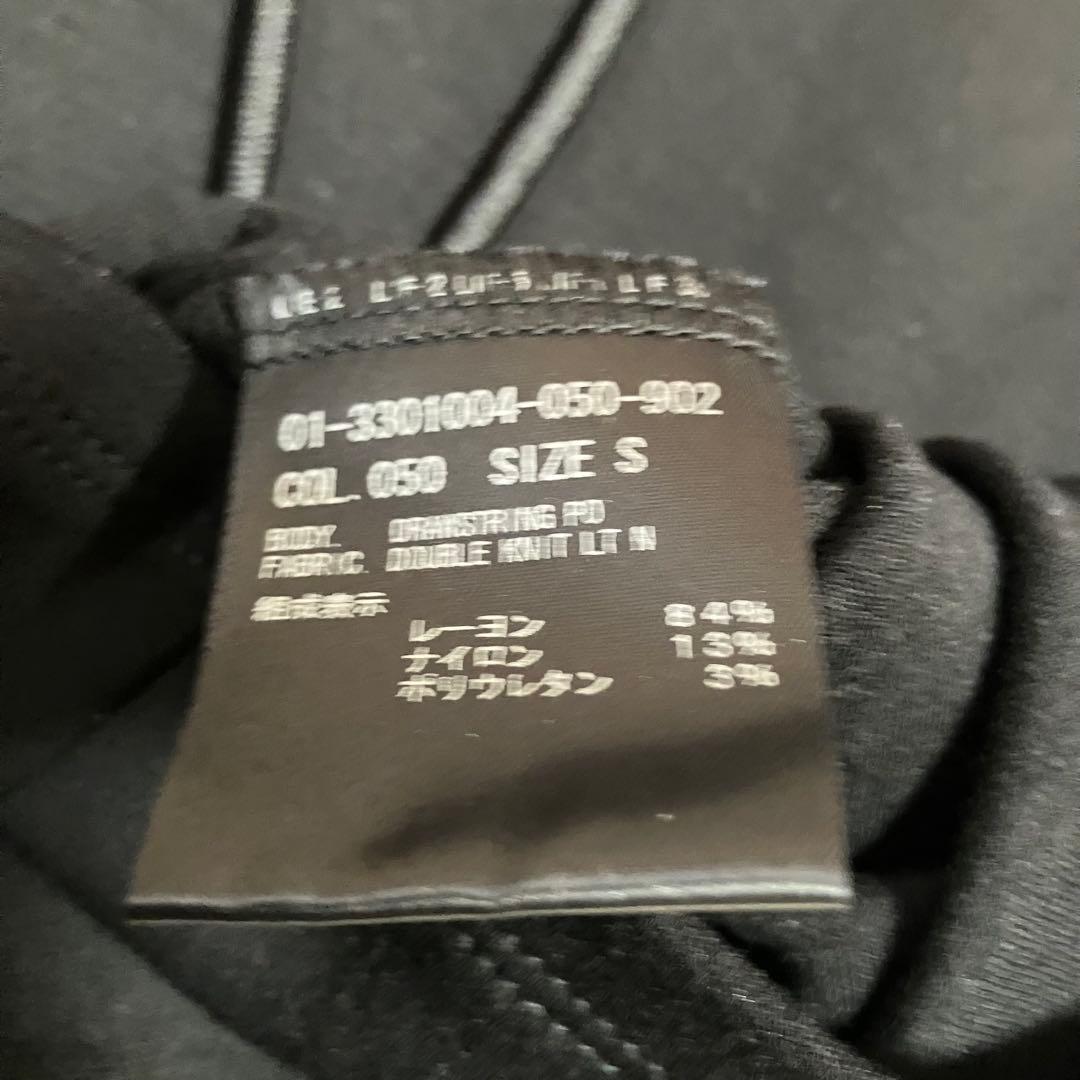 01-3301004-050-902
COL. 050 SIZE S
BODY. DRAWSTRING PO
FABRIC. DOUBLE KNIT LT N
組成表示
レーヨン 84%
ナイロン 13%
ポリウレタン 3%